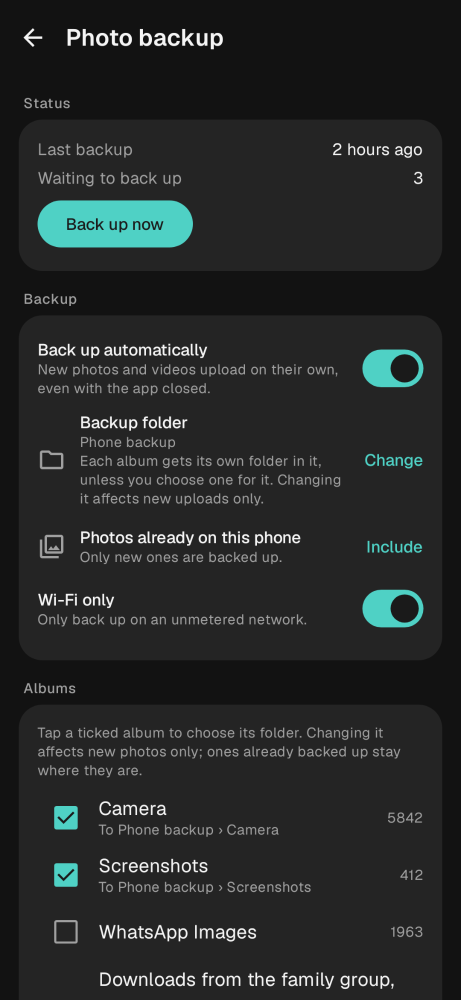 Photo backup
Status
Last backup 2 hours ago
Waiting to back up 3
Back up now
Backup
Back up automatically
New photos and videos upload on their own,
even with the app closed.
Backup folder
Phone backup
Each album gets its own folder in it,
unless you choose one for it. Changing
it affects new uploads only.
Change
Photos already on this phone
Only new ones are backed up.
Include
Wi-Fi only
Only back up on an unmetered network.
Albums
Tap a ticked album to choose its folder. Changing it
affects new photos only; ones already backed up stay
where they are.
Camera
To Phone backup › Camera
5842
Screenshots
To Phone backup › Screenshots
412
WhatsApp Images 1963
Downloads from the family group,